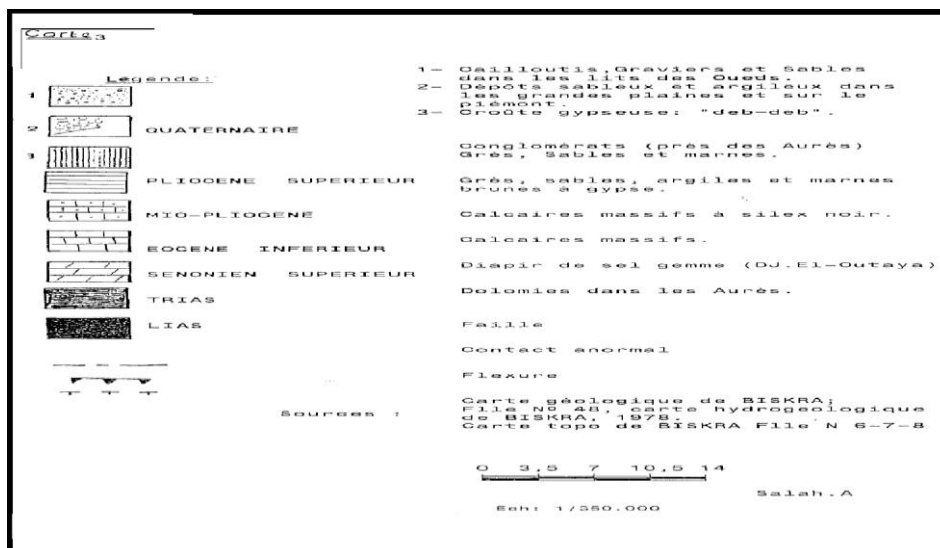 Carte 3
Légende:
1
2 QUATERNAIRE
1
PLIOCENE SUPERIEUR
MIO-PLIOGENE
EOCENE INFERIEUR
SENONIEN SUPERIEUR
TRIAS
LIAS
1- Cailloutis,Graviers et Sables
dans les lits des Oueds.
2- Dépôts sableux et argileux dans
les grandes plaines et sur le
piémont.
3- Croûte gypseuse: "deb-deb".
Conglomérats (près des Aurès)
Grès, Sables et marnes.
Grès, sables, argiles et marnes
brunes à gypse.
Calcaires massifs à silex noir.
Calcaires massifs.
Diapir de sel gemme (DJ.El-Outaya)
Dolomies dans les Aurès.
Faille
Contact anormal
Flexure
Sources :
Carte géologique de BISKRA;
Flle Nº 48, carte hydrogéologique
de BISKRA, 1978.
Carte topo de BISKRA Flle N 6-7-8
0 3,5 7 10,5 14
Ech: 1/350.000
Salah.A